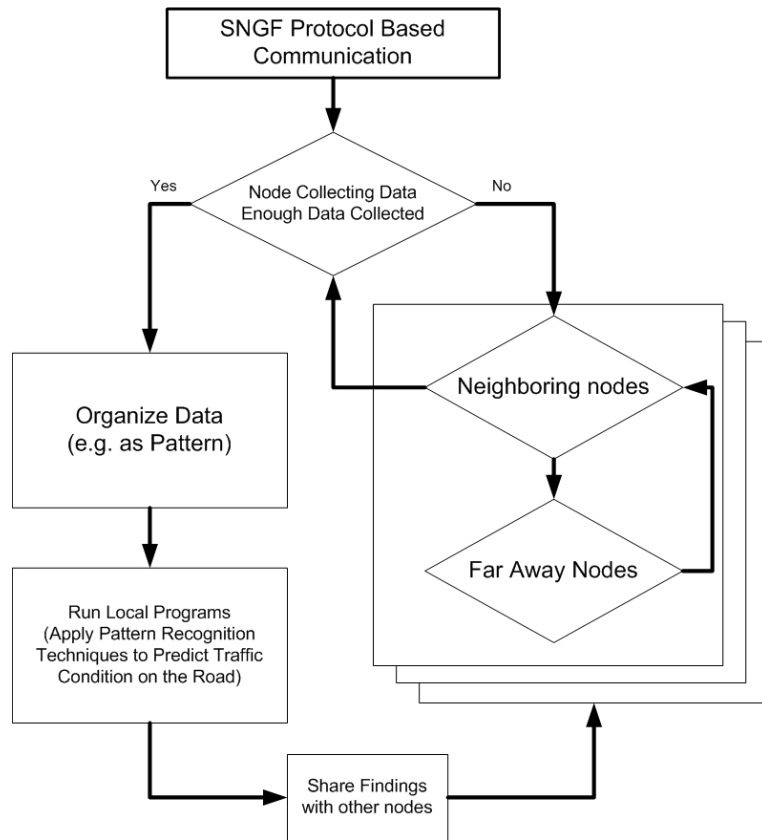 SNGF Protocol Based
Communication
Yes
No
Node Collecting Data
Enough Data Collected
Neighboring nodes
Organize Data
(e.g. as Pattern)
Far Away Nodes
Run Local Programs
(Apply Pattern Recognition
Techniques to Predict Traffic
Condition on the Road)
Share Findings
with other nodes